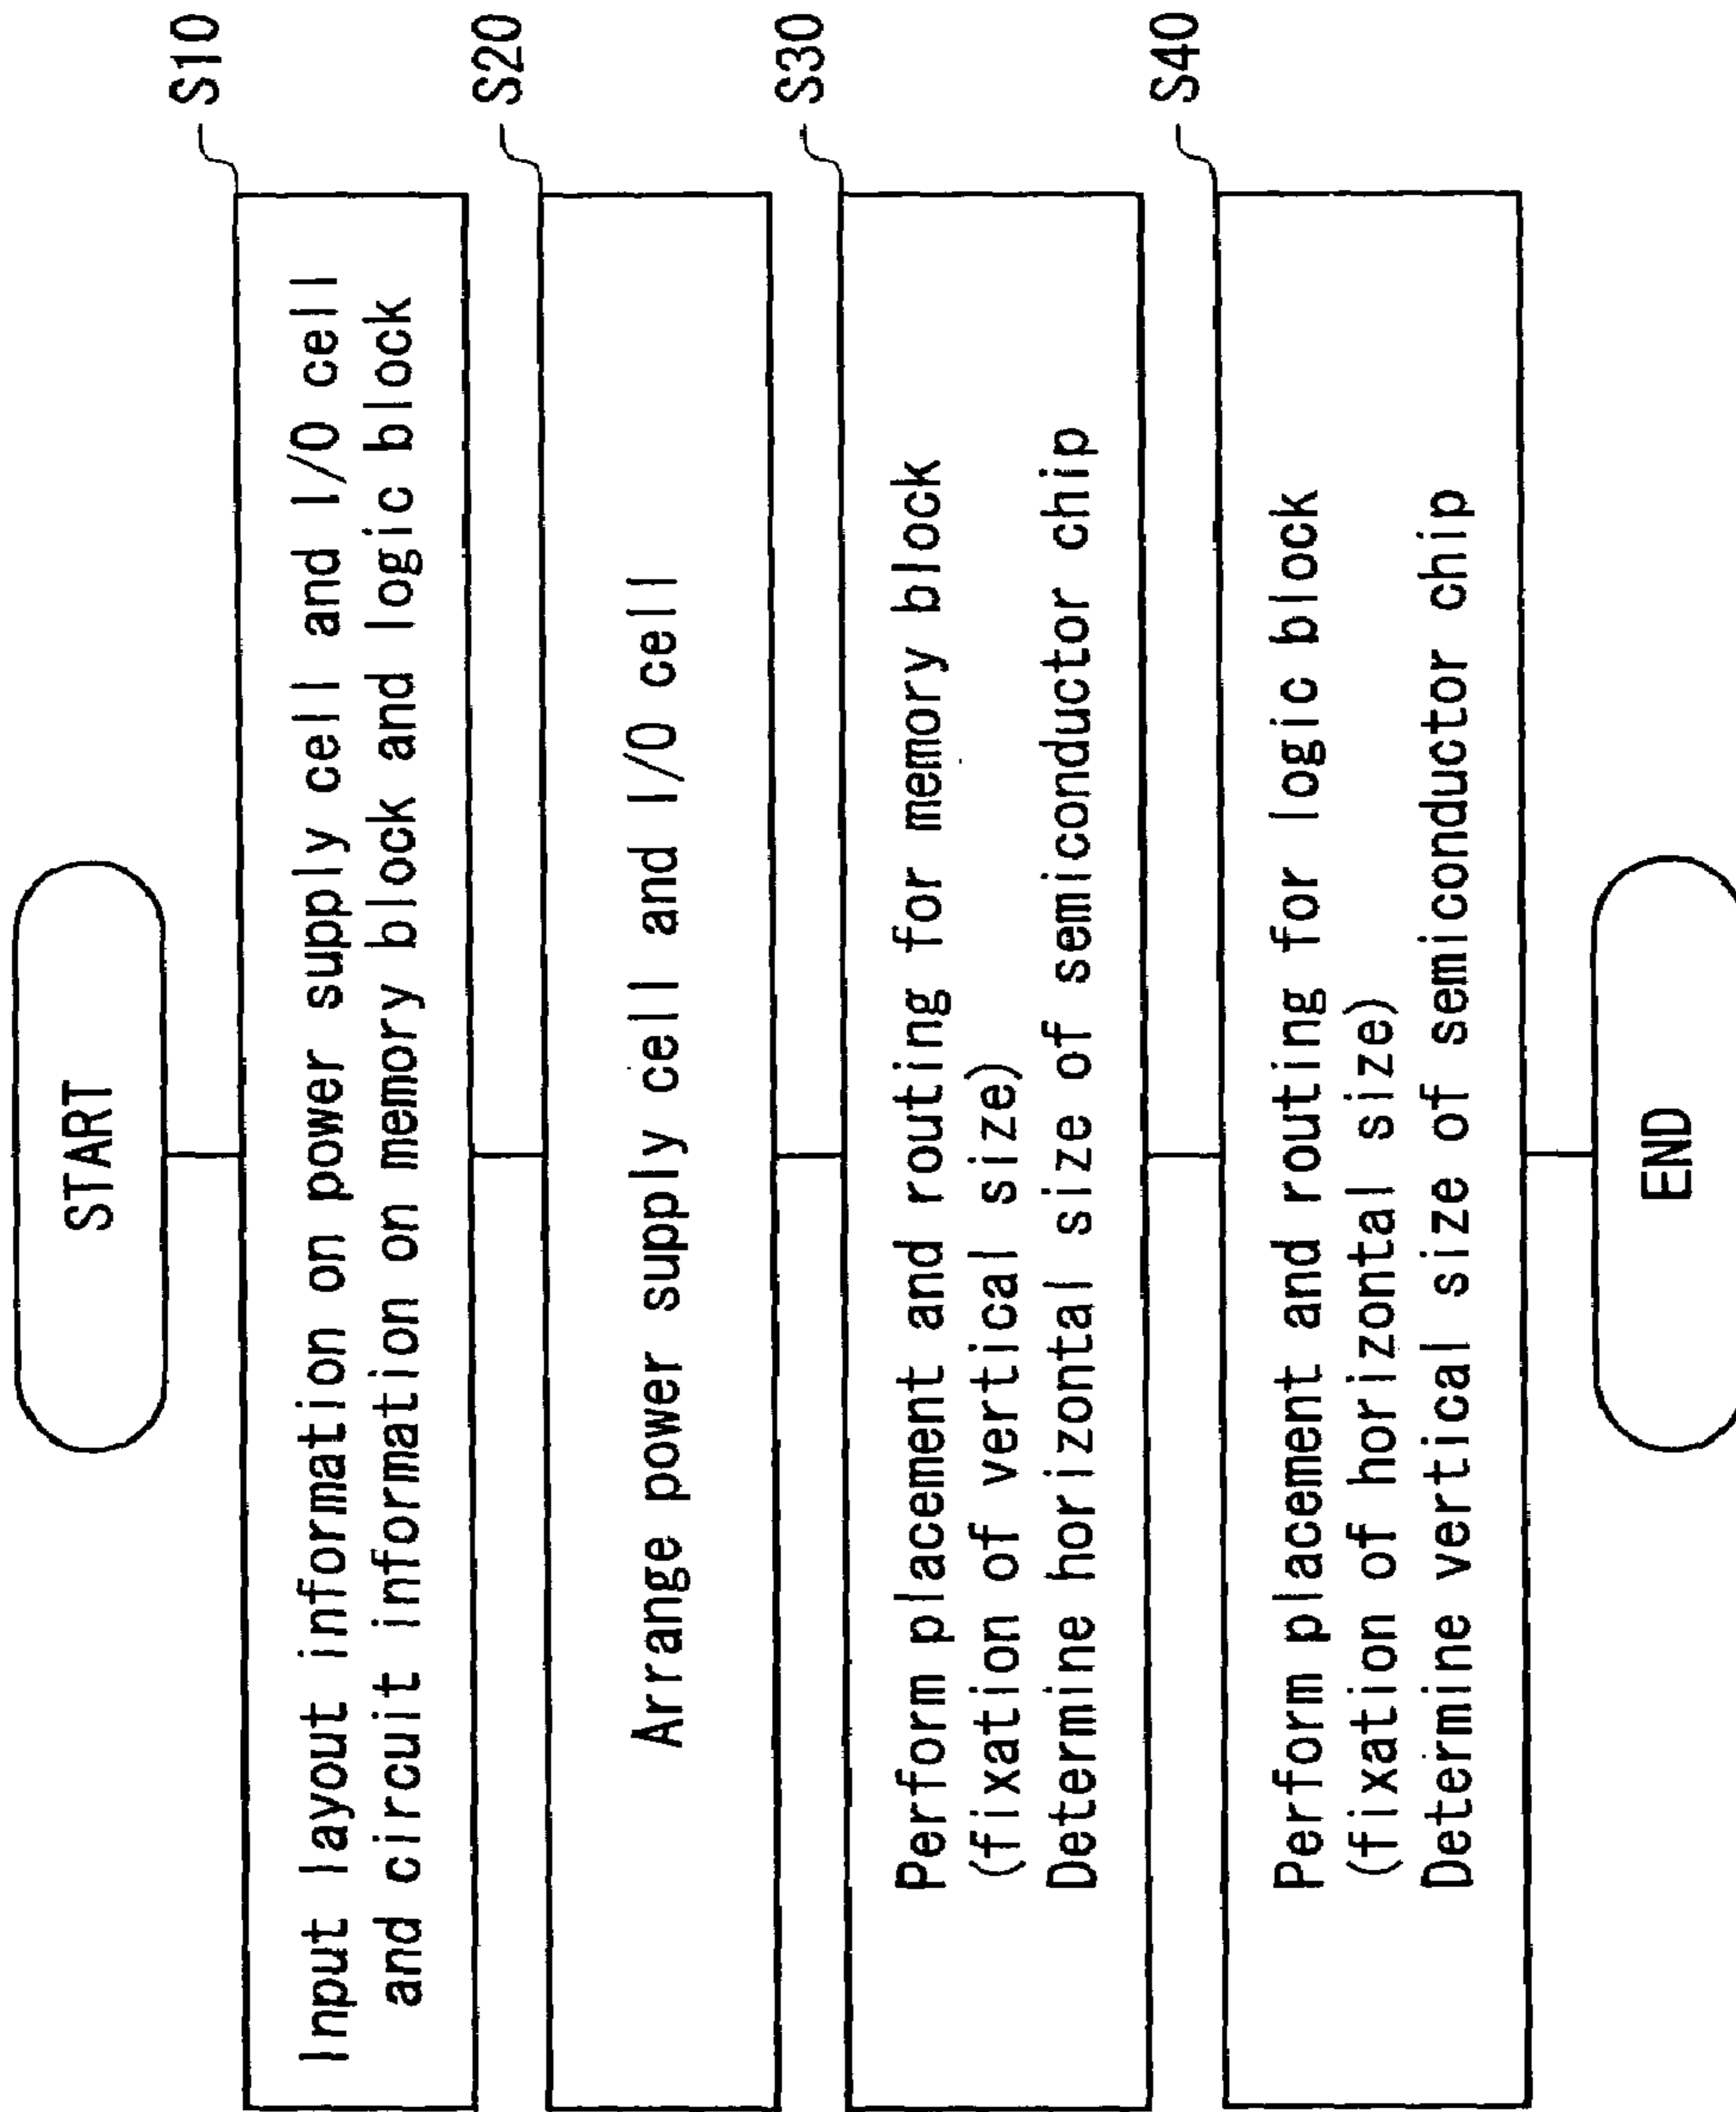 START
S10
Input layout information on power supply cell and I/O cell
and circuit information on memory block and logic block
S20
Arrange power supply cell and I/O cell
S30
Perform placement and routing for memory block
(fixation of vertical size)
Determine horizontal size of semiconductor chip
S40
Perform placement and routing for logic block
(fixation of horizontal size)
Determine vertical size of semiconductor chip
END